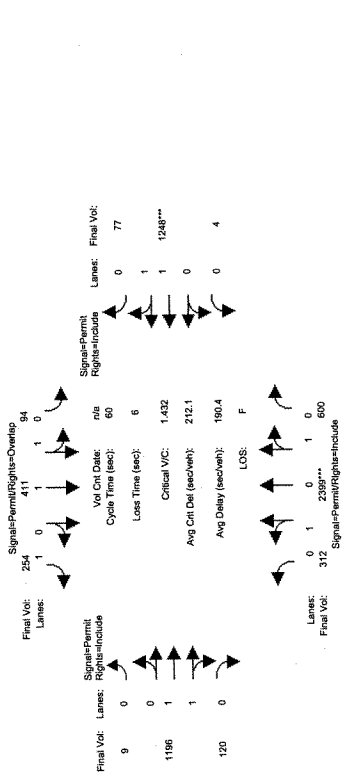 Signal=Permit/Rights=Overlap
Final Vol: 254 411 94
Lanes: 1 0 1 1 0
Signal=Permit
Rights=Include
Final Vol: Lanes:
9 0
0
1196 1
1
120 0
Vol Cnt Date: n/a
Cycle Time (sec): 60
Loss Time (sec): 6
Critical V/C: 1.432
Avg Crit Del (sec/veh): 212.1
Avg Delay (sec/veh): 190.4
LOS: F
Signal=Permit
Rights=Include
Lanes: Final Vol:
0 77
1
1 1248***
0
0 4
Lanes: 0 1 0 1 0
Final Vol: 312 2399*** 600
Signal=Permit/Rights=Include